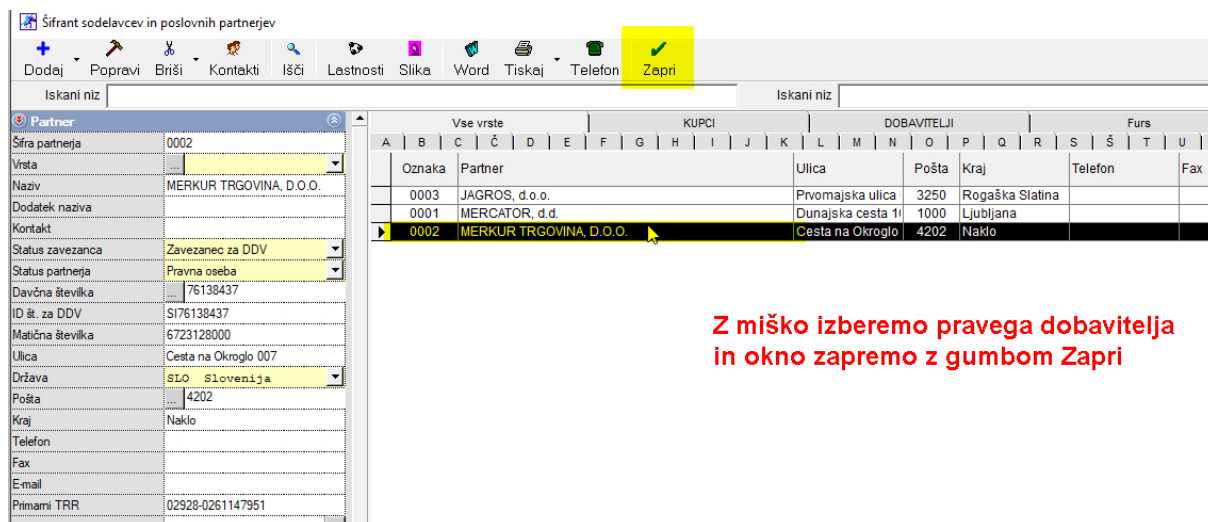 Šifrant sodelavcev in poslovnih partnerjev
Dodaj Popravi Briši Kontakti Išči Lastnosti Slika Word Tiskaj Telefon Zapri
Iskani niz Iskani niz
Partner
Šifra partnerja 0002
Vrsta ...
Naziv MERKUR TRGOVINA, D.O.O.
Dodatek naziva
Kontakt
Status zavezanca Zavezanec za DDV
Status partnerja Pravna oseba
Davčna številka ... 76138437
ID št. za DDV SI76138437
Matična številka 6723128000
Ulica Cesta na Okroglo 007
Država SLO Slovenija
Pošta ... 4202
Kraj Naklo
Telefon
Fax
E-mail
Primarni TRR 02928-0261147951
Vse vrste KUPCI DOBAVITELJI Furs
A B C Č D E F G H I J K L M N O P Q R S Š T U
Oznaka Partner Ulica Pošta Kraj Telefon Fax
0003 JAGROS, d.o.o. Prvomajska ulica 3250 Rogaška Slatina
0001 MERCATOR, d.d. Dunajska cesta 1000 Ljubljana
0002 MERKUR TRGOVINA, D.O.O. Cesta na Okroglo 4202 Naklo
Z miško izberemo pravega dobavitelja
in okno zapremo z gumbom Zapri